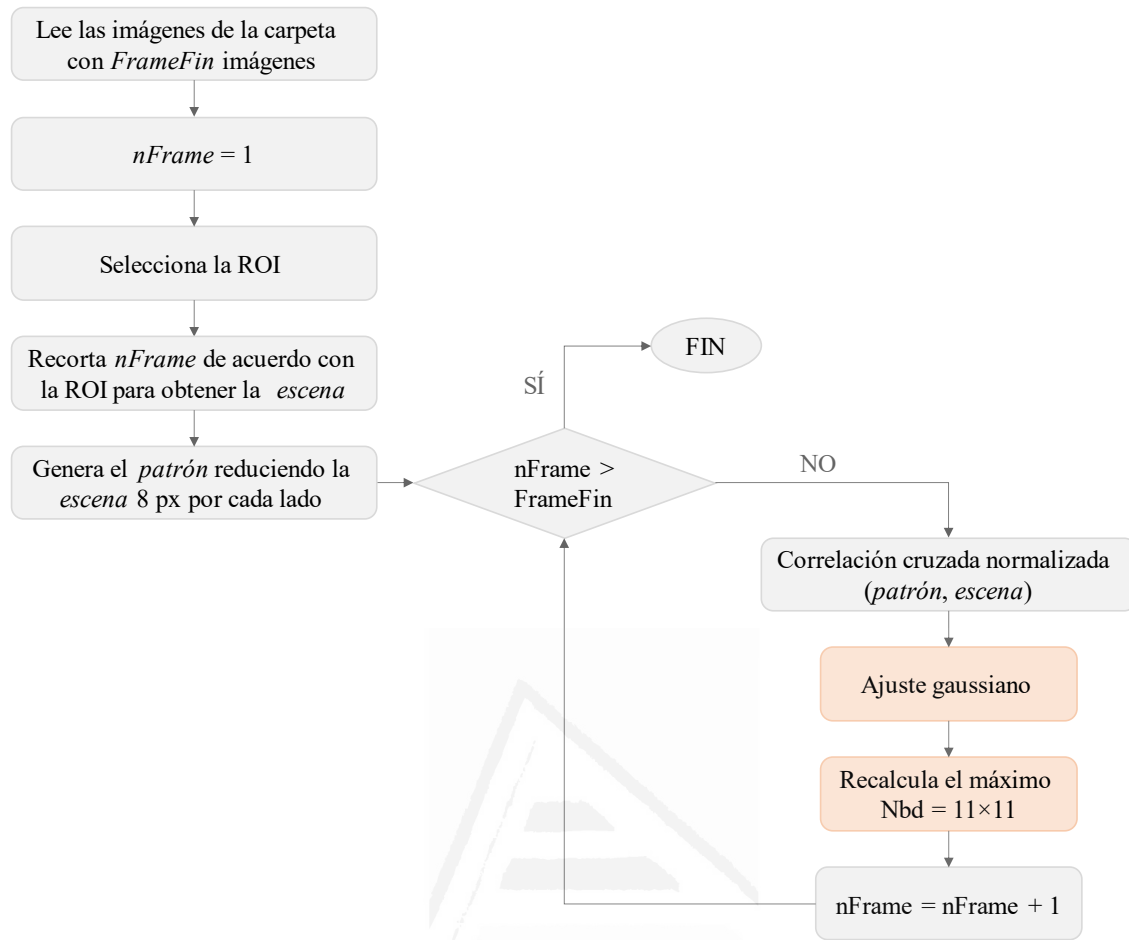 Lee las imágenes de la carpeta
con FrameFin imágenes
nFrame = 1
Selecciona la ROI
Recorta nFrame de acuerdo con
la ROI para obtener la escena
Genera el patrón reduciendo la
escena 8 px por cada lado
nFrame >
FrameFin
SÍ
FIN
NO
Correlación cruzada normalizada
(patrón, escena)
Ajuste gaussiano
Recalcula el máximo
Nbd = 11×11
nFrame = nFrame + 1